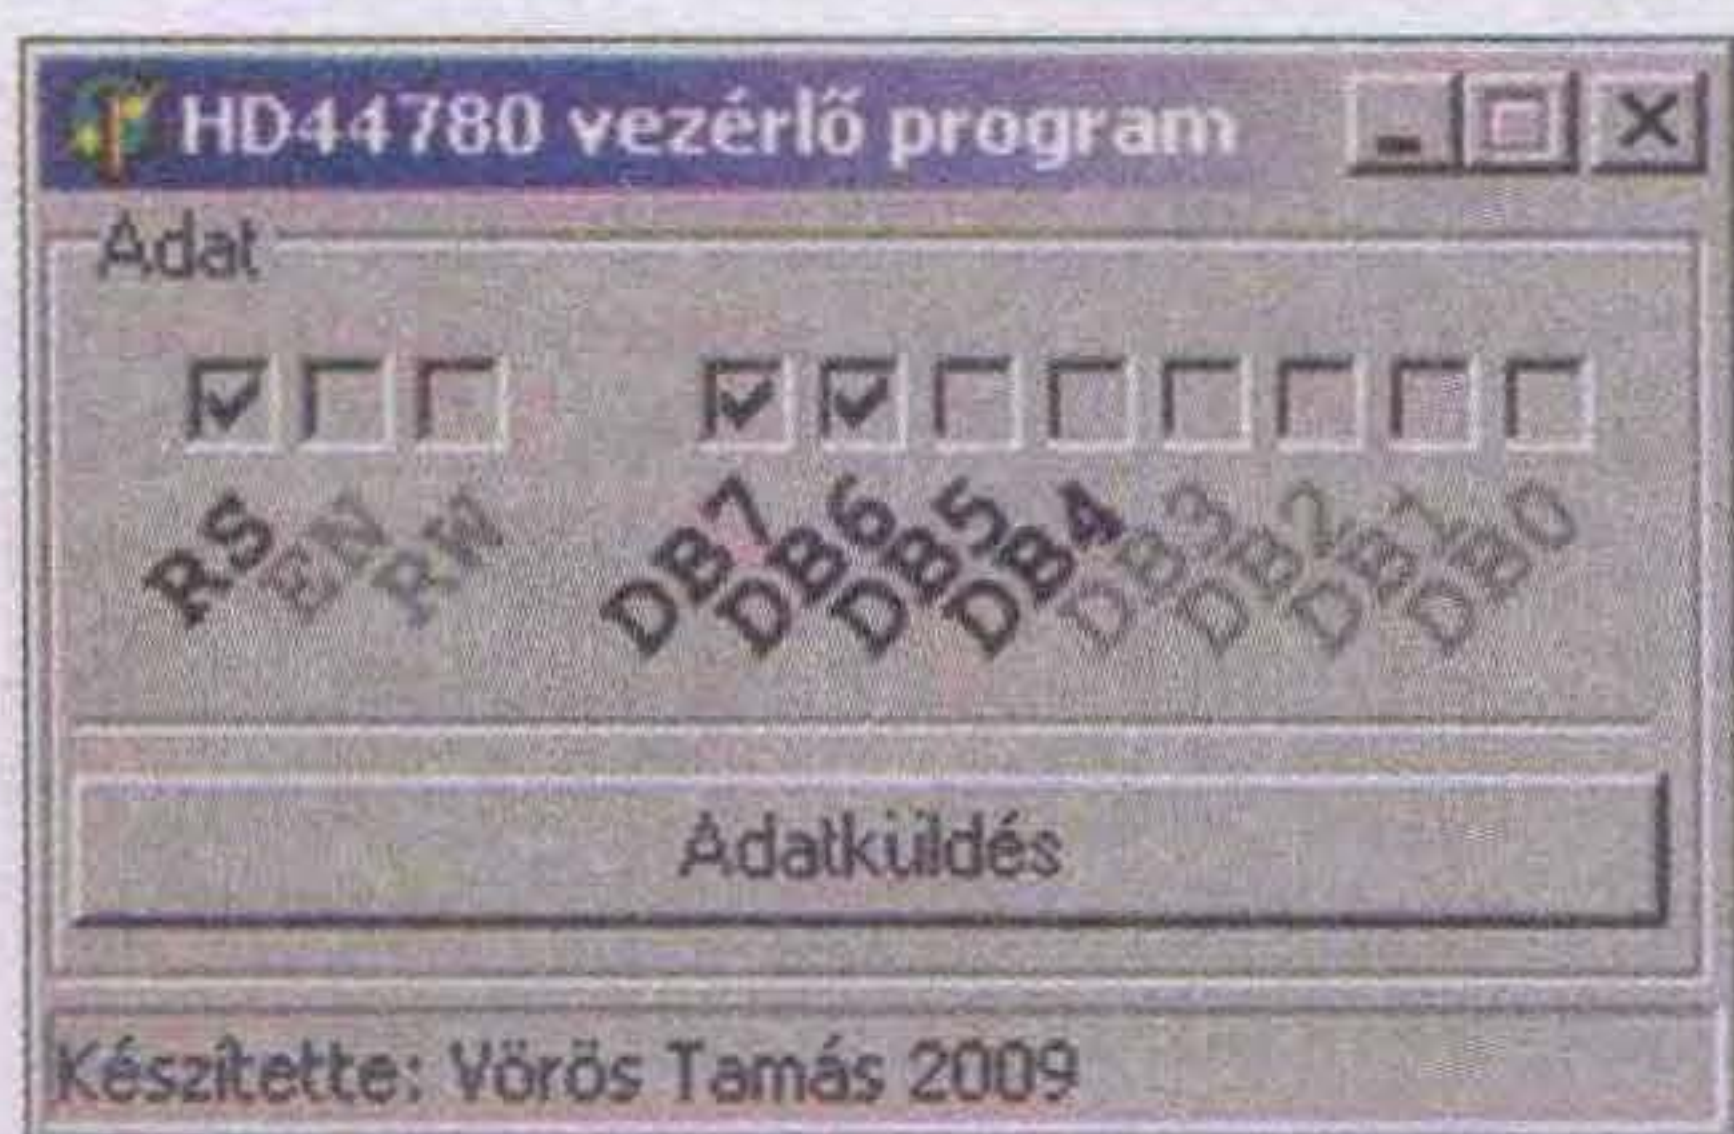 HD44780 vezérlő program
Adat
RS EN RW DB7 DB6 DB5 DB4 DB3 DB2 DB1 DB0
Adatküldés
Készítette: Vörös Tamás 2009